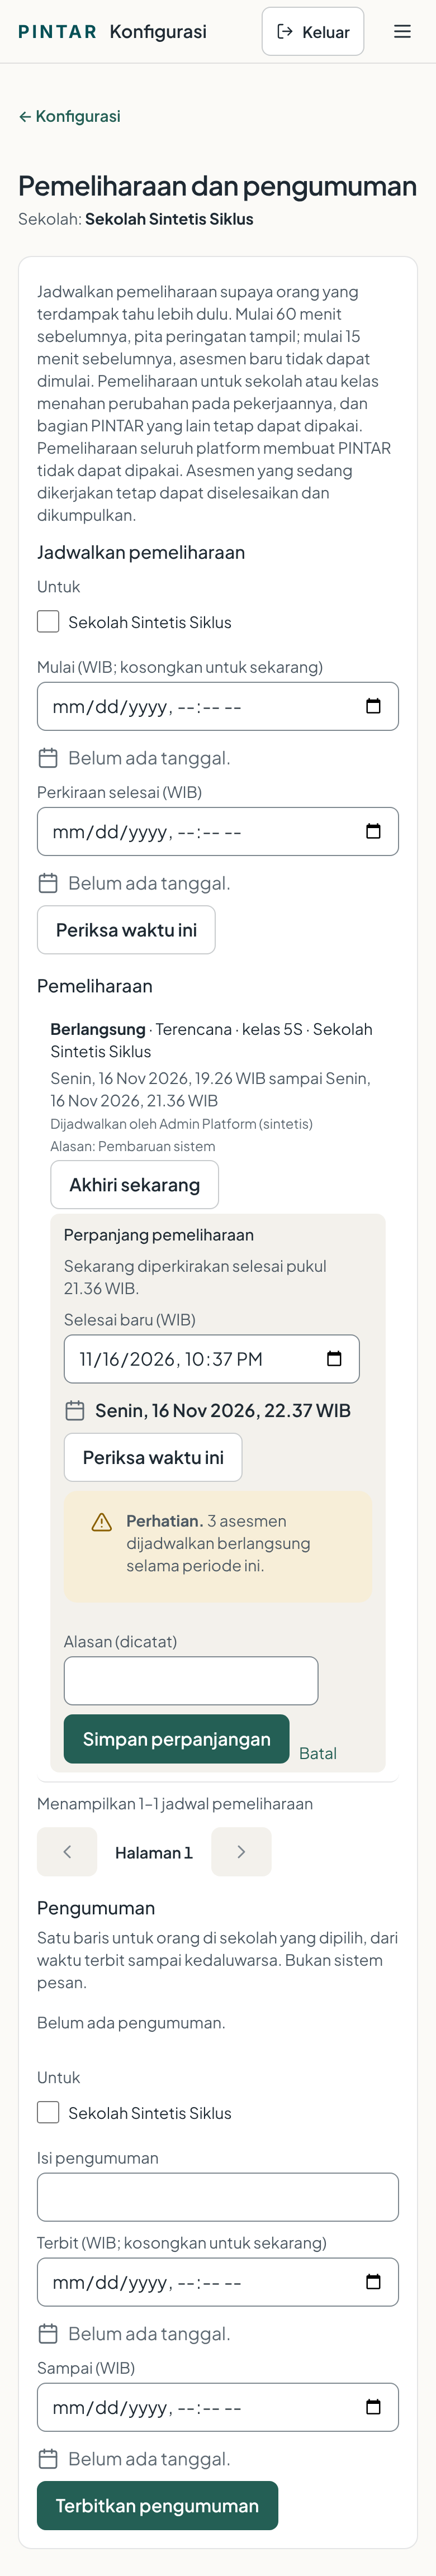 PINTAR Konfigurasi
Keluar
← Konfigurasi
Pemeliharaan dan pengumuman
Sekolah: Sekolah Sintetis Siklus
Jadwalkan pemeliharaan supaya orang yang
terdampak tahu lebih dulu. Mulai 60 menit
sebelumnya, pita peringatan tampil; mulai 15
menit sebelumnya, asesmen baru tidak dapat
dimulai. Pemeliharaan untuk sekolah atau kelas
menahan perubahan pada pekerjaannya, dan
bagian PINTAR yang lain tetap dapat dipakai.
Pemeliharaan seluruh platform membuat PINTAR
tidak dapat dipakai. Asesmen yang sedang
dikerjakan tetap dapat diselesaikan dan
dikumpulkan.
Jadwalkan pemeliharaan
Untuk
Sekolah Sintetis Siklus
Mulai (WIB; kosongkan untuk sekarang)
mm/dd/yyyy, --:-- --
Belum ada tanggal.
Perkiraan selesai (WIB)
mm/dd/yyyy, --:-- --
Belum ada tanggal.
Periksa waktu ini
Pemeliharaan
Berlangsung · Terencana · kelas 5S · Sekolah
Sintetis Siklus
Senin, 16 Nov 2026, 19.26 WIB sampai Senin,
16 Nov 2026, 21.36 WIB
Dijadwalkan oleh Admin Platform (sintetis)
Alasan: Pembaruan sistem
Akhiri sekarang
Perpanjang pemeliharaan
Sekarang diperkirakan selesai pukul
21.36 WIB.
Selesai baru (WIB)
11/16/2026, 10:37 PM
Senin, 16 Nov 2026, 22.37 WIB
Periksa waktu ini
Perhatian. 3 asesmen
dijadwalkan berlangsung
selama periode ini.
Alasan (dicatat)
Simpan perpanjangan
Batal
Menampilkan 1–1 jadwal pemeliharaan
Halaman 1
Pengumuman
Satu baris untuk orang di sekolah yang dipilih, dari
waktu terbit sampai kedaluwarsa. Bukan sistem
pesan.
Belum ada pengumuman.
Untuk
Sekolah Sintetis Siklus
Isi pengumuman
Terbit (WIB; kosongkan untuk sekarang)
mm/dd/yyyy, --:-- --
Belum ada tanggal.
Sampai (WIB)
mm/dd/yyyy, --:-- --
Belum ada tanggal.
Terbitkan pengumuman